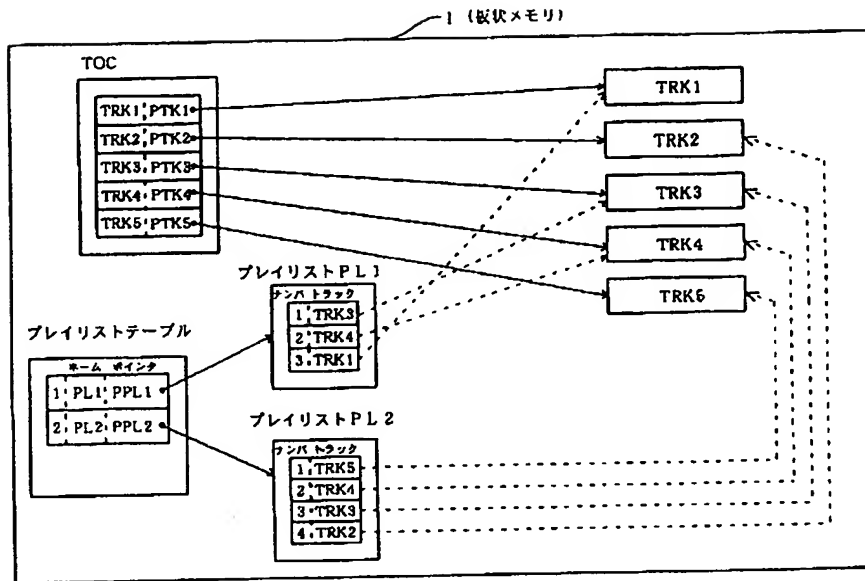 1 (板状メモリ)
TOC
TRK1 PTK1
TRK2 PTK2
TRK3 PTK3
TRK4 PTK4
TRK5 PTK5
TRK1
TRK2
TRK3
TRK4
TRK5
プレイリストPL1
ナンバ トラック
1 TRK3
2 TRK4
3 TRK1
プレイリストテーブル
ネーム ポインタ
1 PL1 PPL1
2 PL2 PPL2
プレイリストPL2
ナンバ トラック
1 TRK5
2 TRK4
3 TRK3
4 TRK2